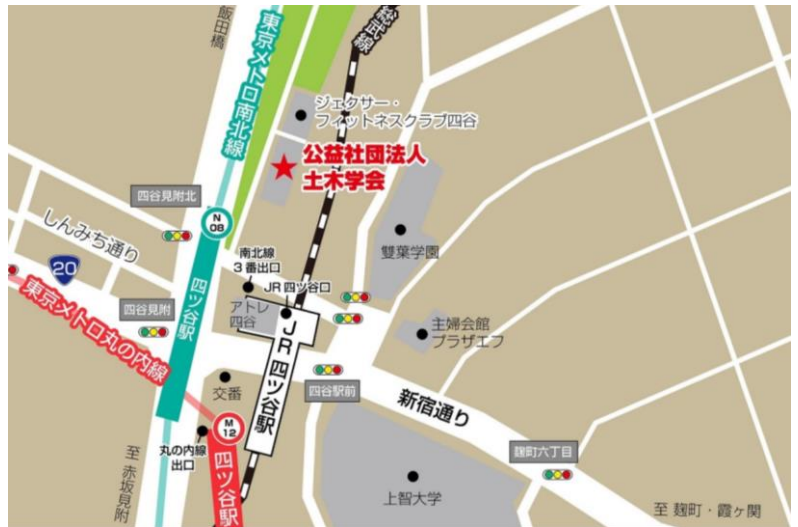 飯田橋
東京メトロ南北線
総武線
ジェクサー・
フィットネスクラブ四谷
公益社団法人
土木学会
四谷見附北
N
08
しんみち通り
雙葉学園
南北線
3番出口
JR四ツ谷口
20
四谷見附
四ツ谷駅
アトレ
四谷
主婦会館
プラザエフ
東京メトロ丸の内線
JR四ツ谷駅
交番
四谷駅前
新宿通り
M
12
丸の内線
出口
四ツ谷駅
麹町六丁目
上智大学
至 赤坂見附
至 麹町・霞ヶ関